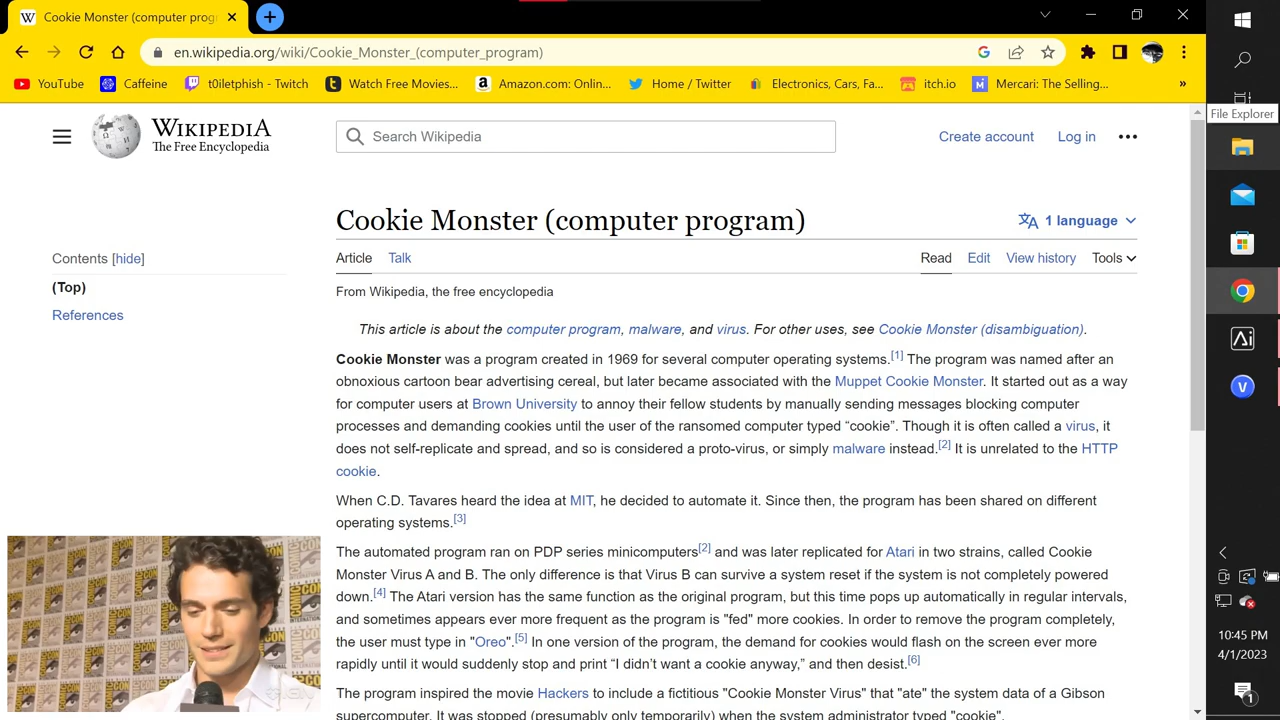 Cookie Monster (computer prog
en.wikipedia.org/wiki/Cookie_Monster_(computer_program)
YouTube
Caffeine
t0iletphish - Twitch
Watch Free Movies...
Amazon.com: Onlin...
Home / Twitter
Electronics, Cars, Fa...
itch.io
Mercari: The Selling...
»
File Explorer
WIKIPEDIA
The Free Encyclopedia
Search Wikipedia
Create account
Log in
Cookie Monster (computer program)
1 language
Contents [hide]
(Top)
References
Article
Talk
Read
Edit
View history
Tools
From Wikipedia, the free encyclopedia
This article is about the computer program, malware, and virus. For other uses, see Cookie Monster (disambiguation).
Cookie Monster was a program created in 1969 for several computer operating systems.[1] The program was named after an
obnoxious cartoon bear advertising cereal, but later became associated with the Muppet Cookie Monster. It started out as a way
for computer users at Brown University to annoy their fellow students by manually sending messages blocking computer
processes and demanding cookies until the user of the ransomed computer typed “cookie”. Though it is often called a virus, it
does not self-replicate and spread, and so is considered a proto-virus, or simply malware instead.[2] It is unrelated to the HTTP
cookie.
When C.D. Tavares heard the idea at MIT, he decided to automate it. Since then, the program has been shared on different
operating systems.[3]
The automated program ran on PDP series minicomputers[2] and was later replicated for Atari in two strains, called Cookie
Monster Virus A and B. The only difference is that Virus B can survive a system reset if the system is not completely powered
down.[4] The Atari version has the same function as the original program, but this time pops up automatically in regular intervals,
and sometimes appears ever more frequent as the program is "fed" more cookies. In order to remove the program completely,
the user must type in "Oreo".[5] In one version of the program, the demand for cookies would flash on the screen ever more
rapidly until it would suddenly stop and print “I didn’t want a cookie anyway,” and then desist.[6]
The program inspired the movie Hackers to include a fictitious "Cookie Monster Virus" that "ate" the system data of a Gibson
supercomputer. It was stopped (presumably only temporarily) when the system administrator typed "cookie".
10:45 PM
4/1/2023
1